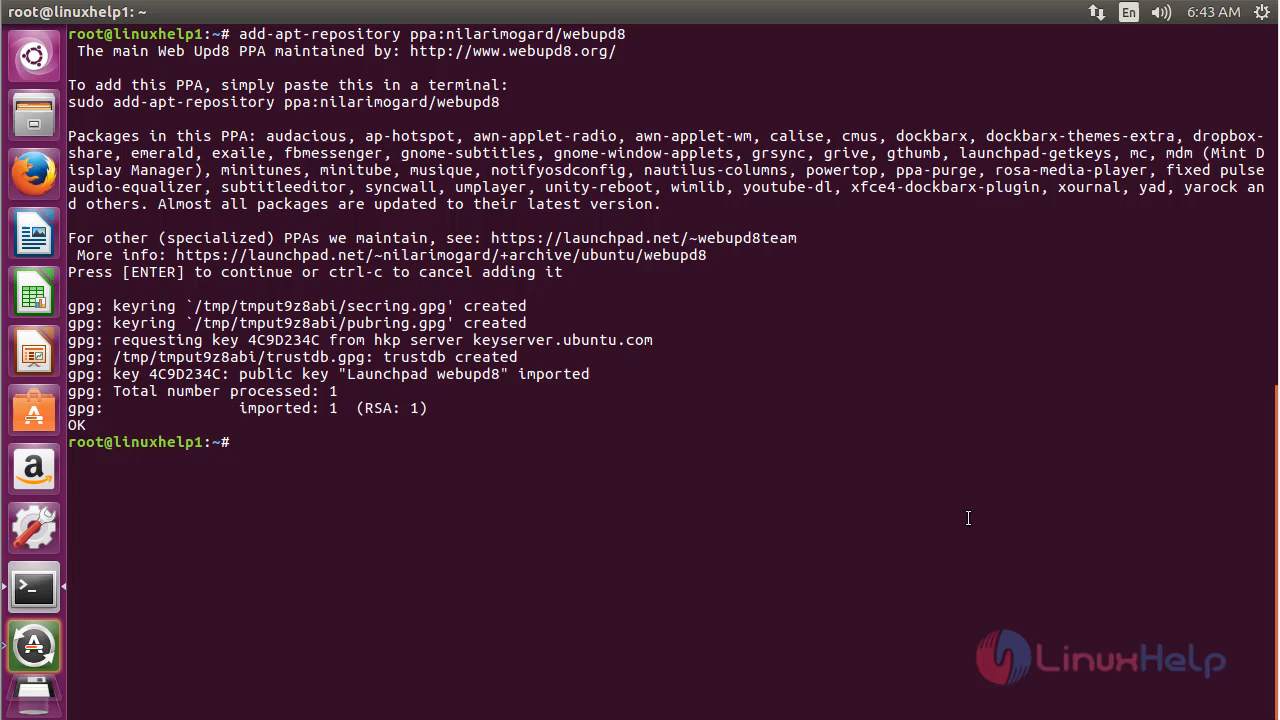 root@linuxhelp1: ~
En
6:43 AM
root@linuxhelp1:~# add-apt-repository ppa:nilarimogard/webupd8
The main Web Upd8 PPA maintained by: http://www.webupd8.org/
To add this PPA, simply paste this in a terminal:
sudo add-apt-repository ppa:nilarimogard/webupd8
Packages in this PPA: audacious, ap-hotspot, awn-applet-radio, awn-applet-wm, calise, cmus, dockbarx, dockbarx-themes-extra, dropbox-
share, emerald, exaile, fbmessenger, gnome-subtitles, gnome-window-applets, grsync, grive, gthumb, launchpad-getkeys, mc, mdm (Mint D
isplay Manager), minitunes, minitube, musique, notifyosdconfig, nautilus-columns, powertop, ppa-purge, rosa-media-player, fixed pulse
audio-equalizer, subtitleeditor, syncwall, umplayer, unity-reboot, wimlib, youtube-dl, xfce4-dockbarx-plugin, xournal, yad, yarock an
d others. Almost all packages are updated to their latest version.
For other (specialized) PPAs we maintain, see: https://launchpad.net/~webupd8team
More info: https://launchpad.net/~nilarimogard/+archive/ubuntu/webupd8
Press [ENTER] to continue or ctrl-c to cancel adding it
gpg: keyring `/tmp/tmput9z8abi/secring.gpg' created
gpg: keyring `/tmp/tmput9z8abi/pubring.gpg' created
gpg: requesting key 4C9D234C from hkp server keyserver.ubuntu.com
gpg: /tmp/tmput9z8abi/trustdb.gpg: trustdb created
gpg: key 4C9D234C: public key "Launchpad webupd8" imported
gpg: Total number processed: 1
gpg:               imported: 1  (RSA: 1)
OK
root@linuxhelp1:~#
LinuxHelp